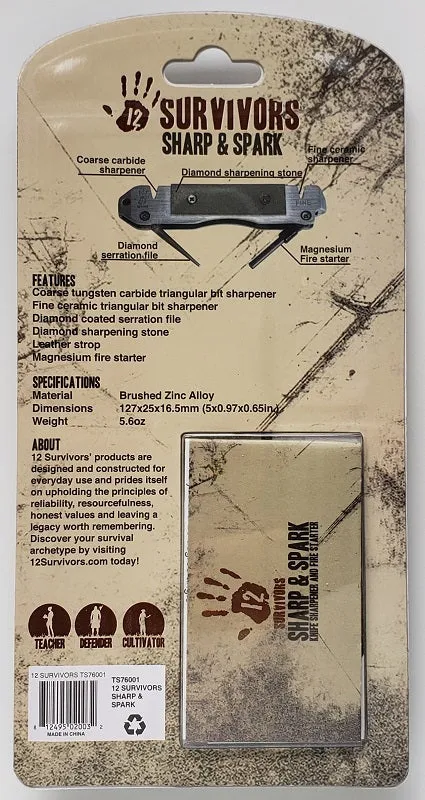 12 SURVIVORS
SHARP & SPARK
Coarse carbide
sharpener
Diamond sharpening stone
Fine ceramic
sharpener
FINE
Diamond
serration file
Magnesium
Fire starter
FEATURES
Coarse tungsten carbide triangular bit sharpener
Fine ceramic triangular bit sharpener
Diamond coated serration file
Diamond sharpening stone
Leather strop
Magnesium fire starter
SPECIFICATIONS
Material Brushed Zinc Alloy
Dimensions 127x25x16.5mm (5x0.97x0.65in.)
Weight 5.6oz
ABOUT
12 Survivors' products are
designed and constructed for
everyday use and prides itself
on upholding the principles of
reliability, resourcefulness,
honest values and leaving a
legacy worth remembering.
Discover your survival
archetype by visiting
12Survivors.com today!
TEACHER DEFENDER CULTIVATOR
12 SURVIVORS TS76001
8 12495 02003 2
MADE IN CHINA
TS76001
12 SURVIVORS
SHARP &
SPARK
12 SURVIVORS
SHARP & SPARK
KNIFE SHARPENER AND FIRE STARTER